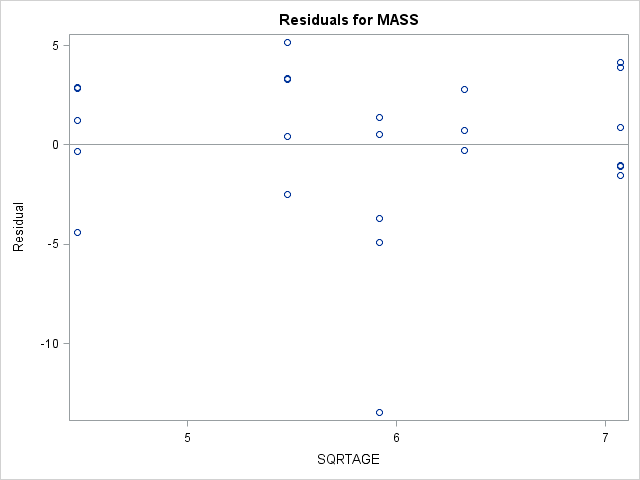 Residuals for MASS
5
0
-5
-10
Residual
5 6 7
SQRTAGE